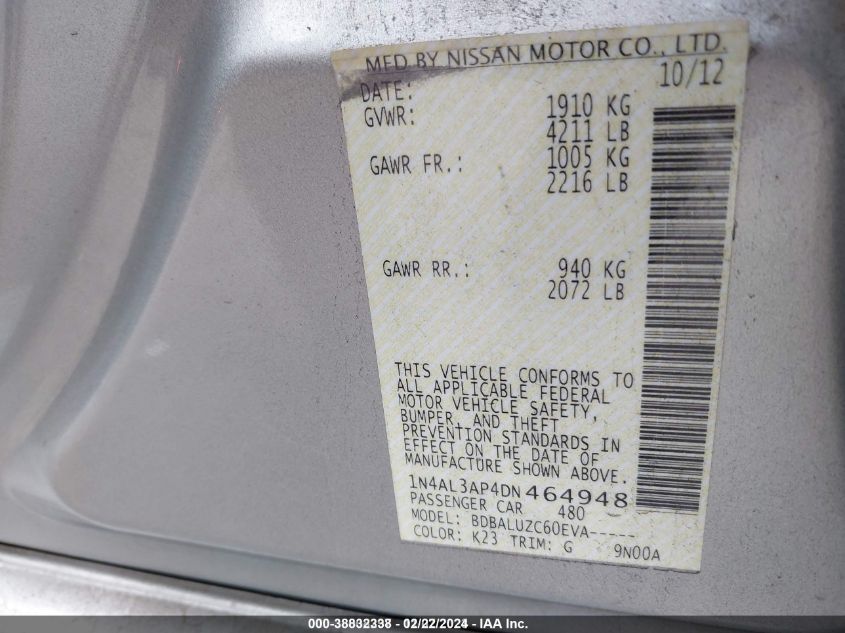 MFD BY NISSAN MOTOR CO., LTD.
DATE: 10/12
GVWR: 1910 KG
4211 LB
GAWR FR.: 1005 KG
2216 LB
GAWR RR.: 940 KG
2072 LB
THIS VEHICLE CONFORMS TO
ALL APPLICABLE FEDERAL
MOTOR VEHICLE SAFETY,
BUMPER, AND THEFT
PREVENTION STANDARDS IN
EFFECT ON THE DATE OF
MANUFACTURE SHOWN ABOVE.
1N4AL3AP4DN464948
PASSENGER CAR 480
MODEL: BDBALUZC60EVA-----
COLOR: K23 TRIM: G 9N00A
000-38832338 - 02/22/2024 - IAA Inc.